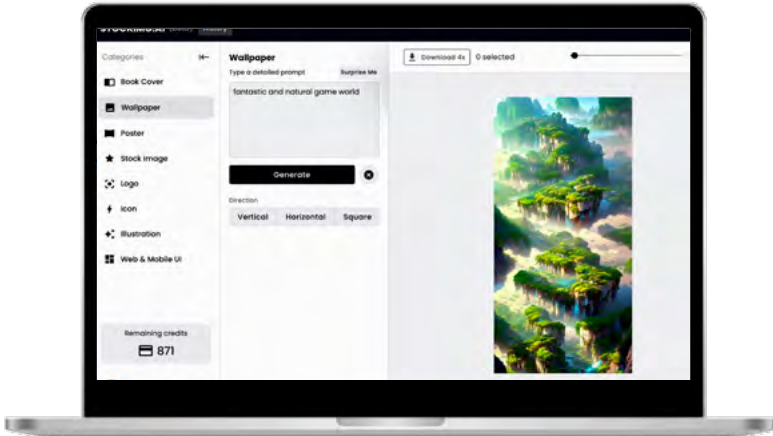 Categories
Book Cover
Wallpaper
Poster
Stock Image
Logo
Icon
Illustration
Web & Mobile UI
Remaining credits
871
Wallpaper
Type a detailed prompt
Surprise Me
fantastic and natural game world
Generate
Direction
Vertical Horizontal Square
Download 4x
0 selected